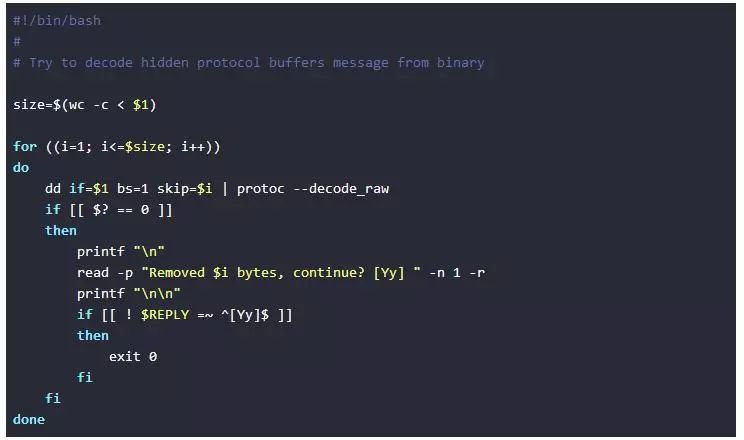 #!/bin/bash
#
# Try to decode hidden protocol buffers message from binary
size=$(wc -c < $1)
for ((i=1; i<=$size; i++))
do
dd if=$1 bs=1 skip=$i | protoc --decode_raw
if [[ $? == 0 ]]
then
printf "\n"
read -p "Removed $i bytes, continue? [Yy] " -n 1 -r
printf "\n\n"
if [[ ! $REPLY =~ ^[Yy]$ ]]
then
exit 0
fi
fi
done